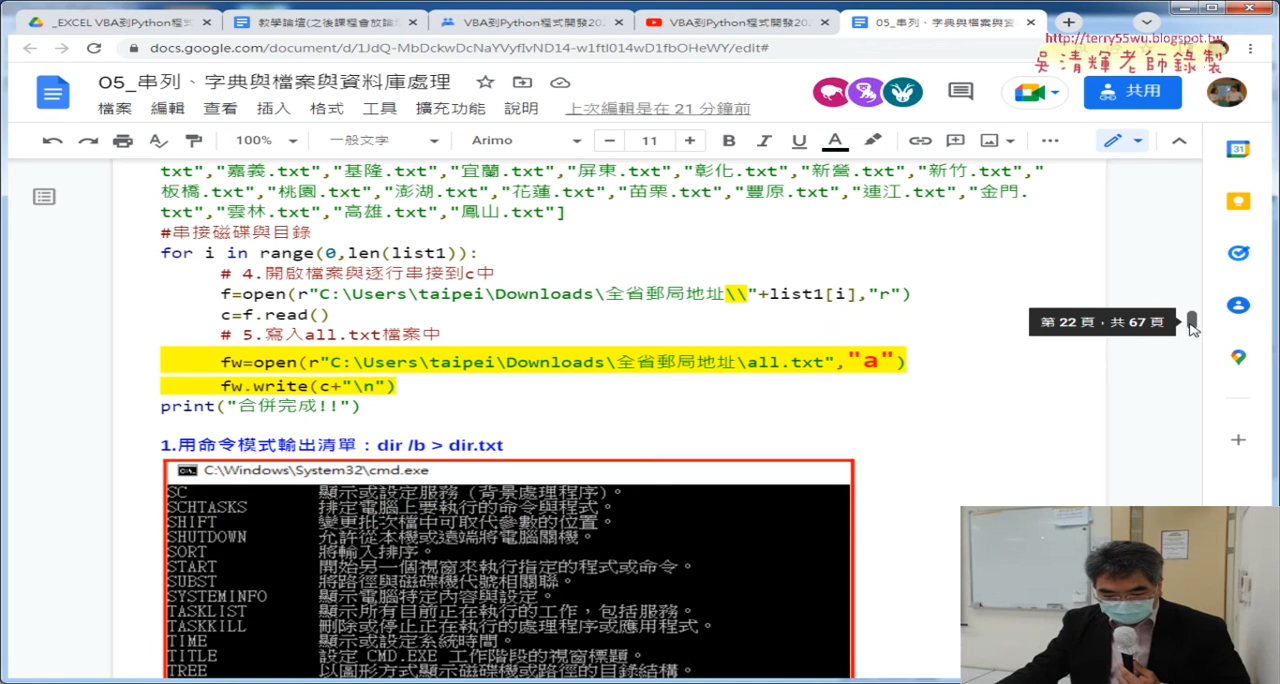 _EXCEL VBA到Python程式
教學論壇(之後課程會放論
VBA到Python程式開發202
VBA到Python程式開發202
05_串列、字典與檔案與資
docs.google.com/document/d/1JdQ-MbDckwDcNaYVyfIvND14-w1ftI014wD1fbOHeWY/edit#
http://terry55wu.blogspot.tw
吳清輝老師錄製
05_串列、字典與檔案與資料庫處理
共用
檔案 編輯 查看 插入 格式 工具 擴充功能 說明 上次編輯是在 21 分鐘前
100% 一般文字 Arimo 11 B I U A
31
txt","嘉義.txt","基隆.txt","宜蘭.txt","屏東.txt","彰化.txt","新營.txt","新竹.txt","
板橋.txt","桃園.txt","澎湖.txt","花蓮.txt","苗栗.txt","豐原.txt","連江.txt","金門.
txt","雲林.txt","高雄.txt","鳳山.txt"]
#串接磁碟與目錄
for i in range(0,len(list1)):
# 4.開啟檔案與逐行串接到c中
f=open(r"C:\Users\taipei\Downloads\全省郵局地址\\"+list1[i],"r")
c=f.read()
第 22 頁，共 67 頁
# 5.寫入all.txt檔案中
fw=open(r"C:\Users\taipei\Downloads\全省郵局地址\all.txt","a")
fw.write(c+"\n")
print("合併完成!!")
1.用命令模式輸出清單：dir /b > dir.txt
C:\Windows\System32\cmd.exe
SC 顯示或設定服務 (背景處理程序)。
SCHTASKS 排定電腦上要執行的命令與程式。
SHIFT 變更批次檔中可取代參數的位置。
SHUTDOWN 允許從本機或遠端將電腦關機。
SORT 將輸入排序。
START 開始另一個視窗來執行指定的程式或命令。
SUBST 將路徑與磁碟機代號相關聯。
SYSTEMINFO 顯示電腦特定內容與設定。
TASKLIST 顯示所有目前正在執行的工作，包括服務。
TASKKILL 刪除或停止正在執行的處理程序或應用程式。
TIME 顯示或設定系統時間。
TITLE 設定 CMD.EXE 工作階段的視窗標題。
TREE 以圖形方式顯示磁碟機或路徑的目錄結構。